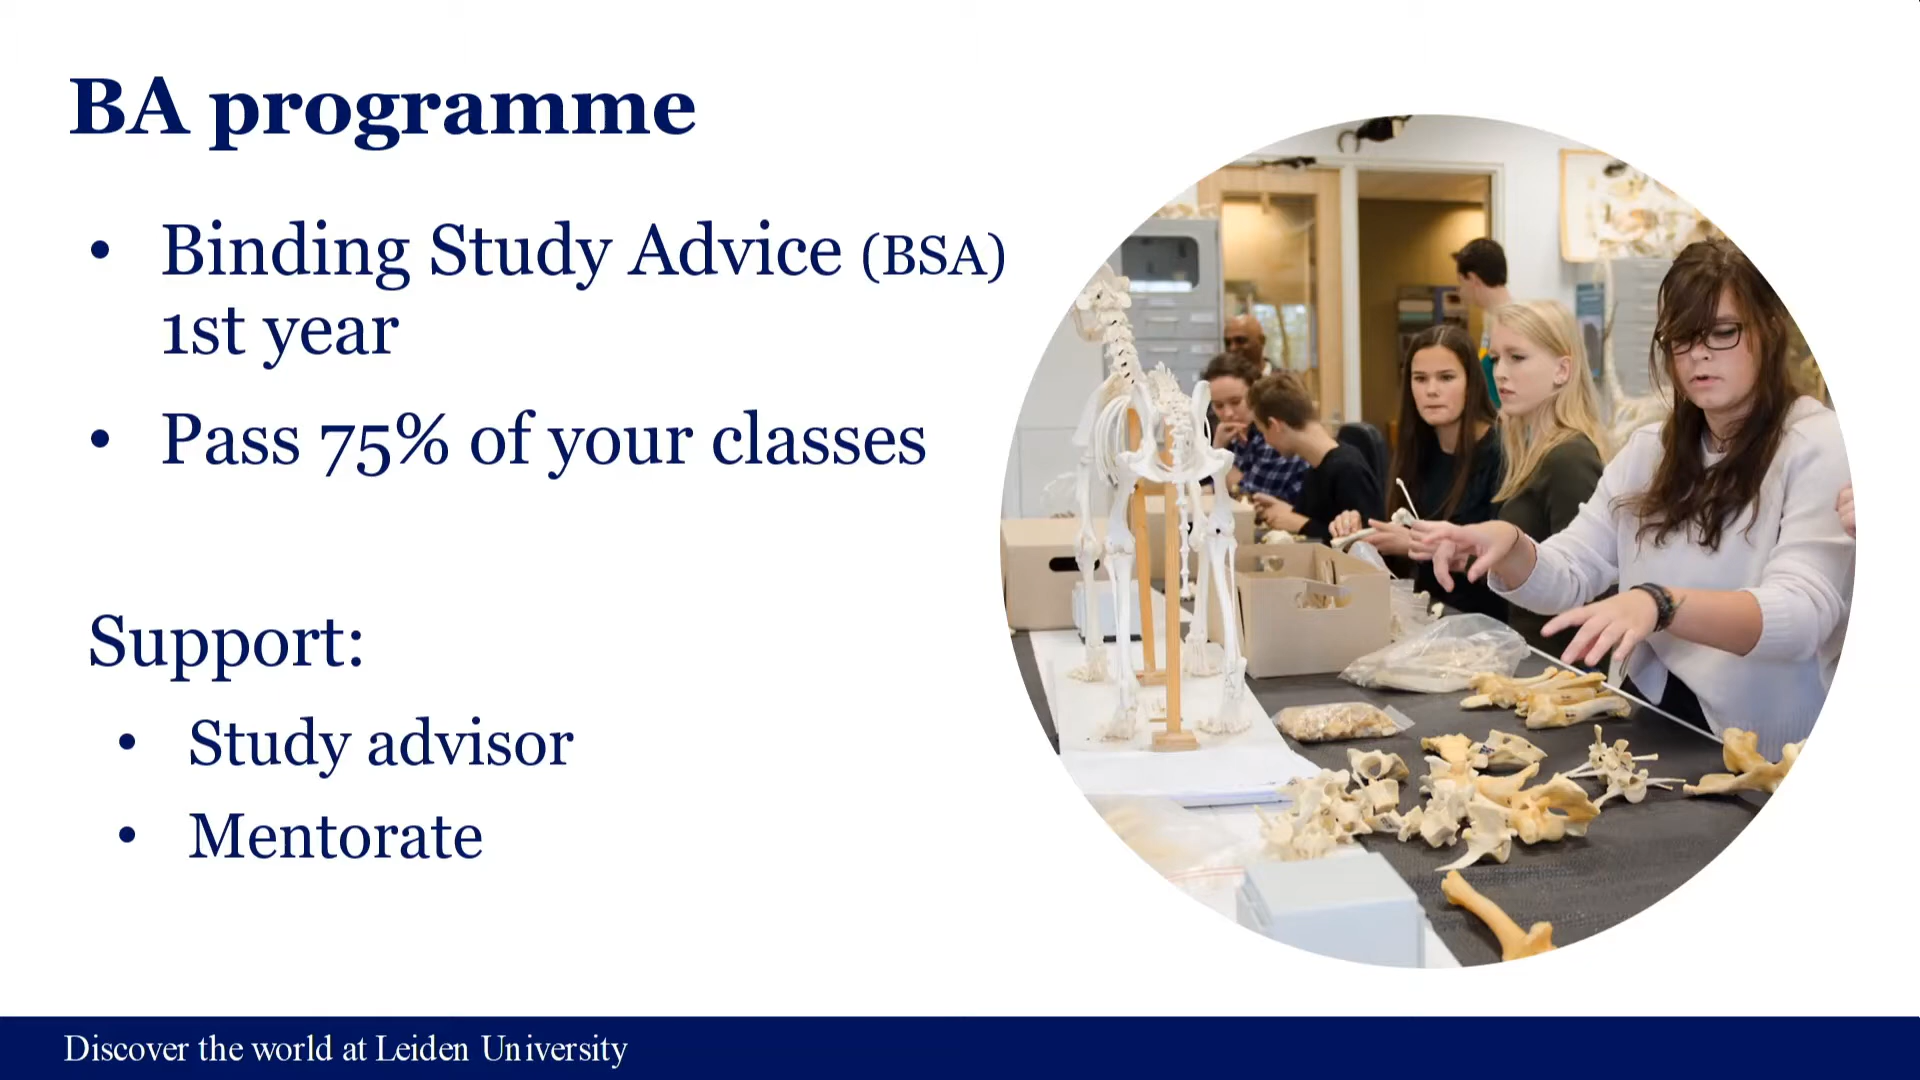 BA programme
• Binding Study Advice (BSA)
1st year
• Pass 75% of your classes
Support:
• Study advisor
• Mentorate
Discover the world at Leiden University